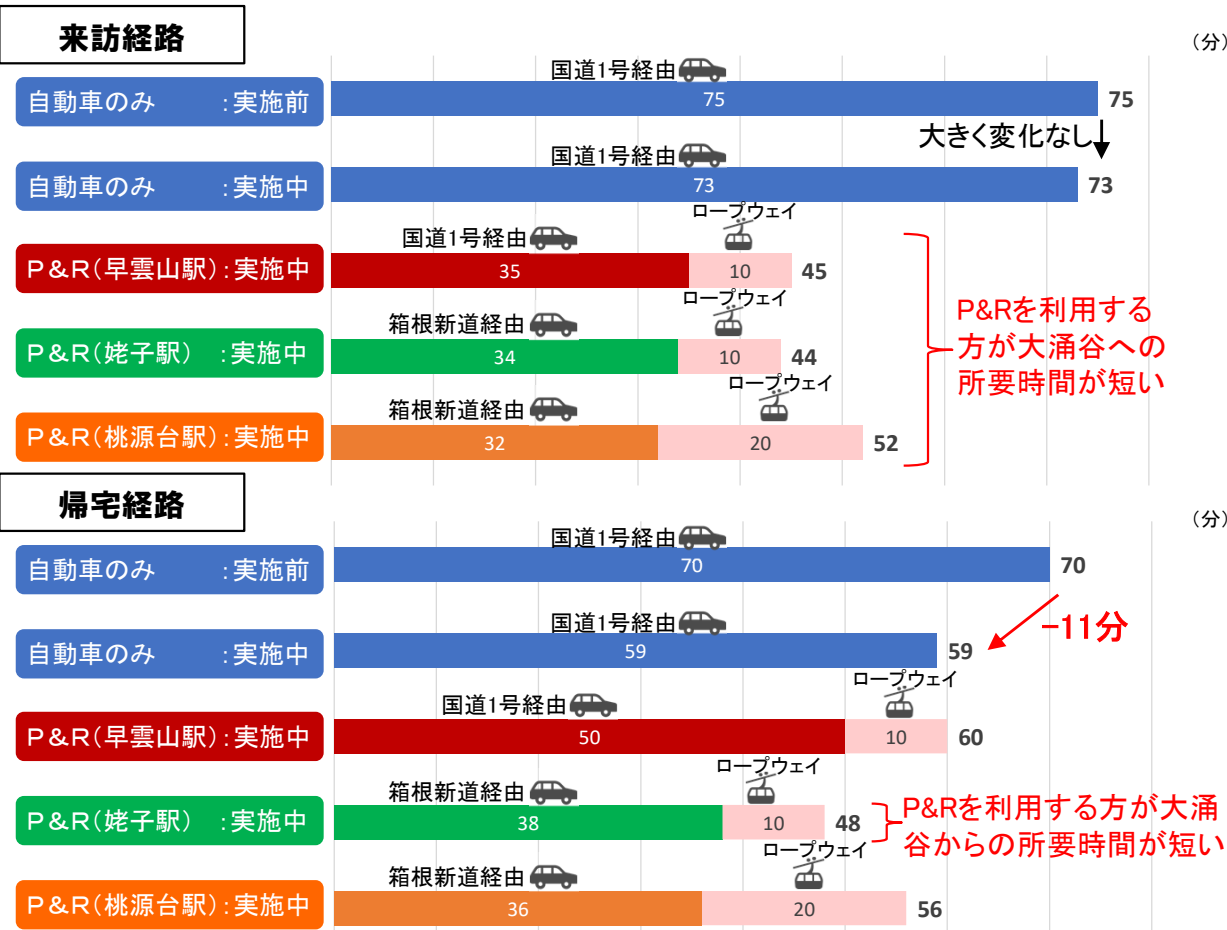 来訪経路
(分)
国道1号経由
自動車のみ　　：実施前
75
75
大きく変化なし
国道1号経由
自動車のみ　　：実施中
73
73
ロープウェイ
国道1号経由
P&R（早雲山駅）：実施中
35
10
45
ロープウェイ
箱根新道経由
P&R（姥子駅）　：実施中
34
10
44
P&Rを利用する
方が大涌谷への
所要時間が短い
ロープウェイ
箱根新道経由
P&R（桃源台駅）：実施中
32
20
52
帰宅経路
(分)
国道1号経由
自動車のみ　　：実施前
70
70
-11分
国道1号経由
自動車のみ　　：実施中
59
59
ロープウェイ
国道1号経由
P&R（早雲山駅）：実施中
50
10
60
ロープウェイ
箱根新道経由
P&R（姥子駅）　：実施中
38
10
48
P&Rを利用する方が大涌
谷からの所要時間が短い
ロープウェイ
箱根新道経由
P&R（桃源台駅）：実施中
36
20
56